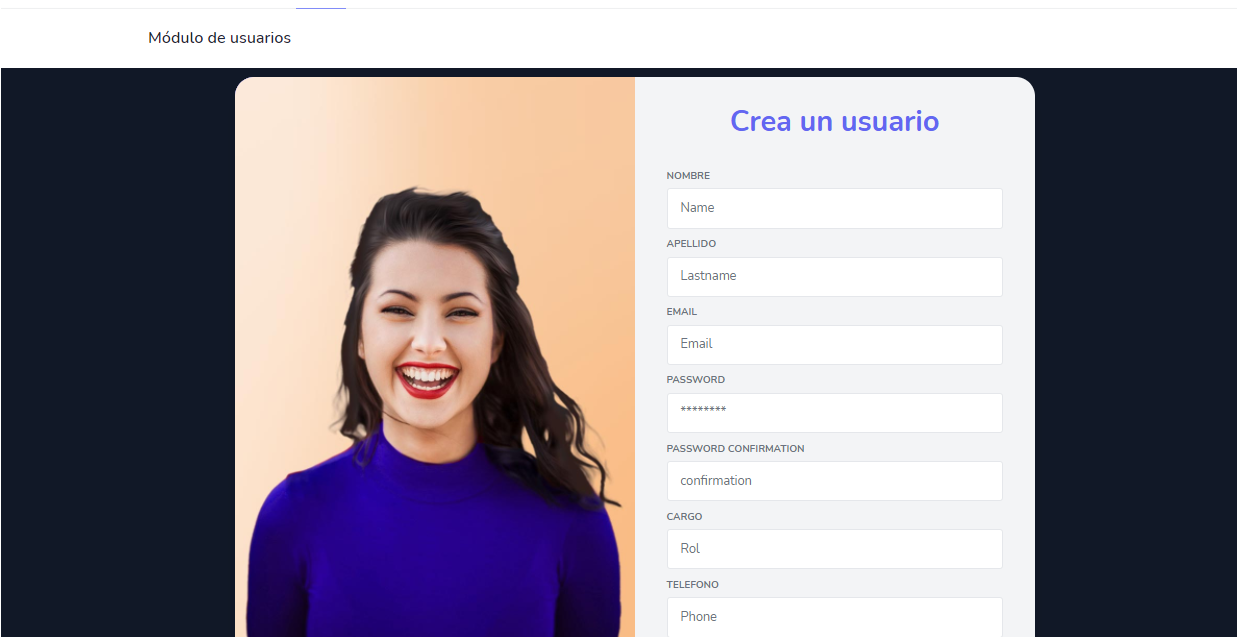 Módulo de usuarios
Crea un usuario
NOMBRE
Name
APELLIDO
Lastname
EMAIL
Email
PASSWORD
********
PASSWORD CONFIRMATION
confirmation
CARGO
Rol
TELEFONO
Phone